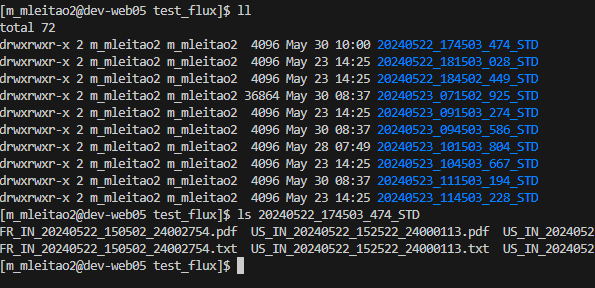 [m_mleitao2@dev-web05 test_flux]$ ll
total 72
drwxrwxr-x 2 m_mleitao2 m_mleitao2  4096 May 30 10:00 20240522_174503_474_STD
drwxrwxr-x 2 m_mleitao2 m_mleitao2  4096 May 23 14:25 20240522_181503_028_STD
drwxrwxr-x 2 m_mleitao2 m_mleitao2  4096 May 23 14:25 20240522_184502_449_STD
drwxrwxr-x 2 m_mleitao2 m_mleitao2 36864 May 30 08:37 20240523_071502_925_STD
drwxrwxr-x 2 m_mleitao2 m_mleitao2  4096 May 23 14:25 20240523_091503_274_STD
drwxrwxr-x 2 m_mleitao2 m_mleitao2  4096 May 30 08:37 20240523_094503_586_STD
drwxrwxr-x 2 m_mleitao2 m_mleitao2  4096 May 28 07:49 20240523_101503_804_STD
drwxrwxr-x 2 m_mleitao2 m_mleitao2  4096 May 23 14:25 20240523_104503_667_STD
drwxrwxr-x 2 m_mleitao2 m_mleitao2  4096 May 30 08:37 20240523_111503_194_STD
drwxrwxr-x 2 m_mleitao2 m_mleitao2  4096 May 23 14:25 20240523_114503_228_STD
[m_mleitao2@dev-web05 test_flux]$ ls 20240522_174503_474_STD
FR_IN_20240522_150502_24002754.pdf  US_IN_20240522_152522_24000113.pdf  US_IN_2024052
FR_IN_20240522_150502_24002754.txt  US_IN_20240522_152522_24000113.txt  US_IN_2024052
[m_mleitao2@dev-web05 test_flux]$